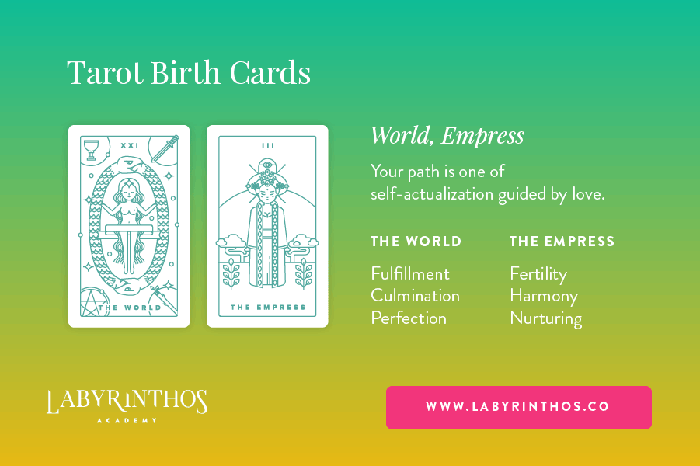 Tarot Birth Cards
XXI
THE WORLD
III
THE EMPRESS
World, Empress
Your path is one of
self-actualization guided by love.
THE WORLD
Fulfillment
Culmination
Perfection
THE EMPRESS
Fertility
Harmony
Nurturing
LABYRINTHOS
ACADEMY
WWW.LABYRINTHOS.CO